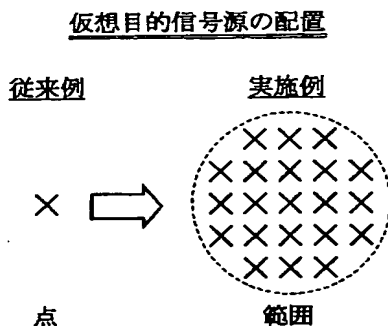 仮想目的信号源の配置
従来例
実施例
点
範囲